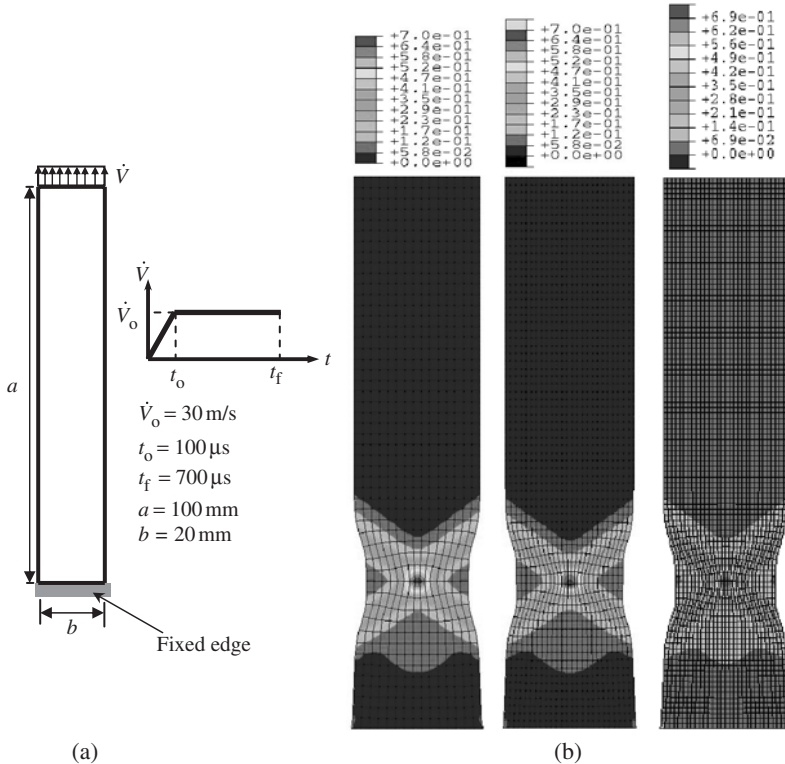 V̇
V̇
V̇o
to
tf
t
a
V̇o = 30 m/s
to = 100 μs
tf = 700 μs
a = 100 mm
b = 20 mm
b
Fixed edge
(a)
+7.0e-01
+6.4e-01
+5.8e-01
+5.2e-01
+4.7e-01
+4.1e-01
+3.5e-01
+2.9e-01
+2.3e-01
+1.7e-01
+1.2e-01
+5.8e-02
+0.0e+00
+7.0e-01
+6.4e-01
+5.8e-01
+5.2e-01
+4.7e-01
+4.1e-01
+3.5e-01
+2.9e-01
+2.3e-01
+1.7e-01
+1.2e-01
+5.8e-02
+0.0e+00
+6.9e-01
+6.2e-01
+5.6e-01
+4.9e-01
+4.2e-01
+3.5e-01
+2.8e-01
+2.1e-01
+1.4e-01
+6.9e-02
+0.0e+00
(b)